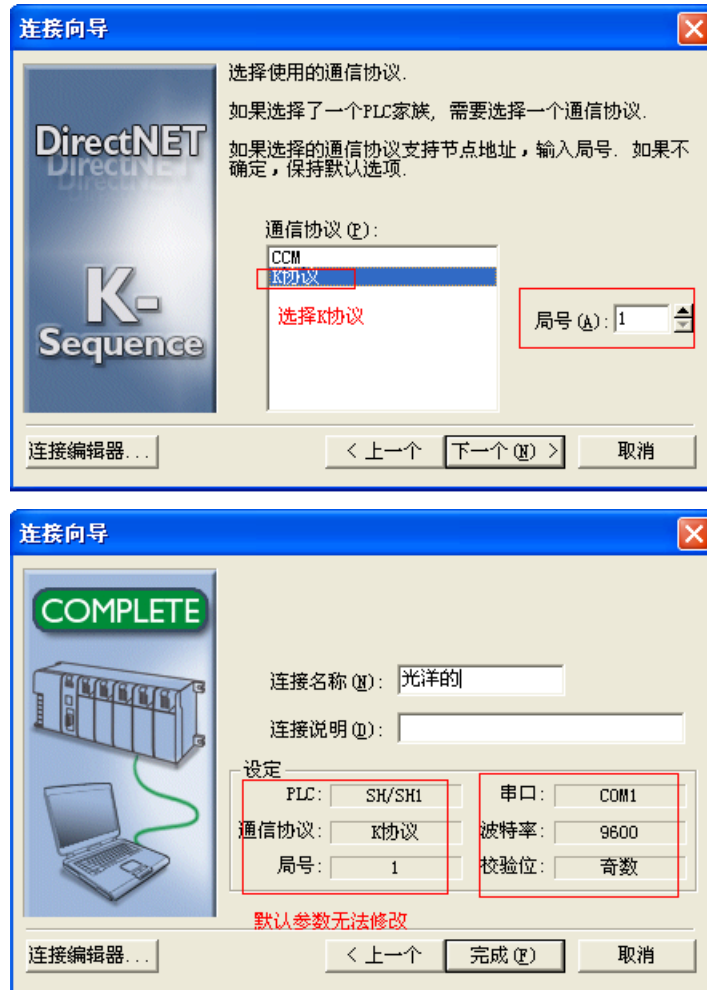 连接向导
选择使用的通信协议.
如果选择了一个PLC家族, 需要选择一个通信协议.
如果选择的通信协议支持节点地址，输入局号. 如果不
确定，保持默认选项.
DirectNET
DirectNET
K-
Sequence
通信协议(P):
CCM
K协议
选择K协议
局号(A): 1
连接编辑器...
< 上一个
下一个(N) >
取消
连接向导
COMPLETE
连接名称(N): 光洋的
连接说明(D):
设定
PLC: SH/SH1
串口: COM1
通信协议: K协议
波特率: 9600
局号: 1
校验位: 奇数
默认参数无法修改
连接编辑器...
< 上一个
完成(F)
取消